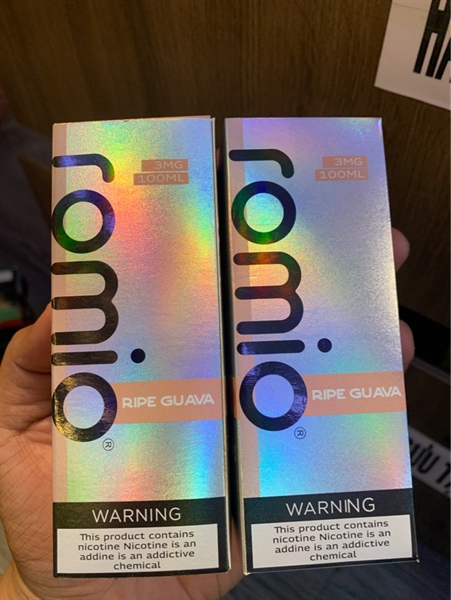 romio®
3MG
100ML
RIPE GUAVA
WARNING
This product contains
nicotine Nicotine is an
addine is an addictive
chemical
romio®
3MG
100ML
RIPE GUAVA
WARNING
This product contains
nicotine Nicotine is an
addine is an addictive
chemical